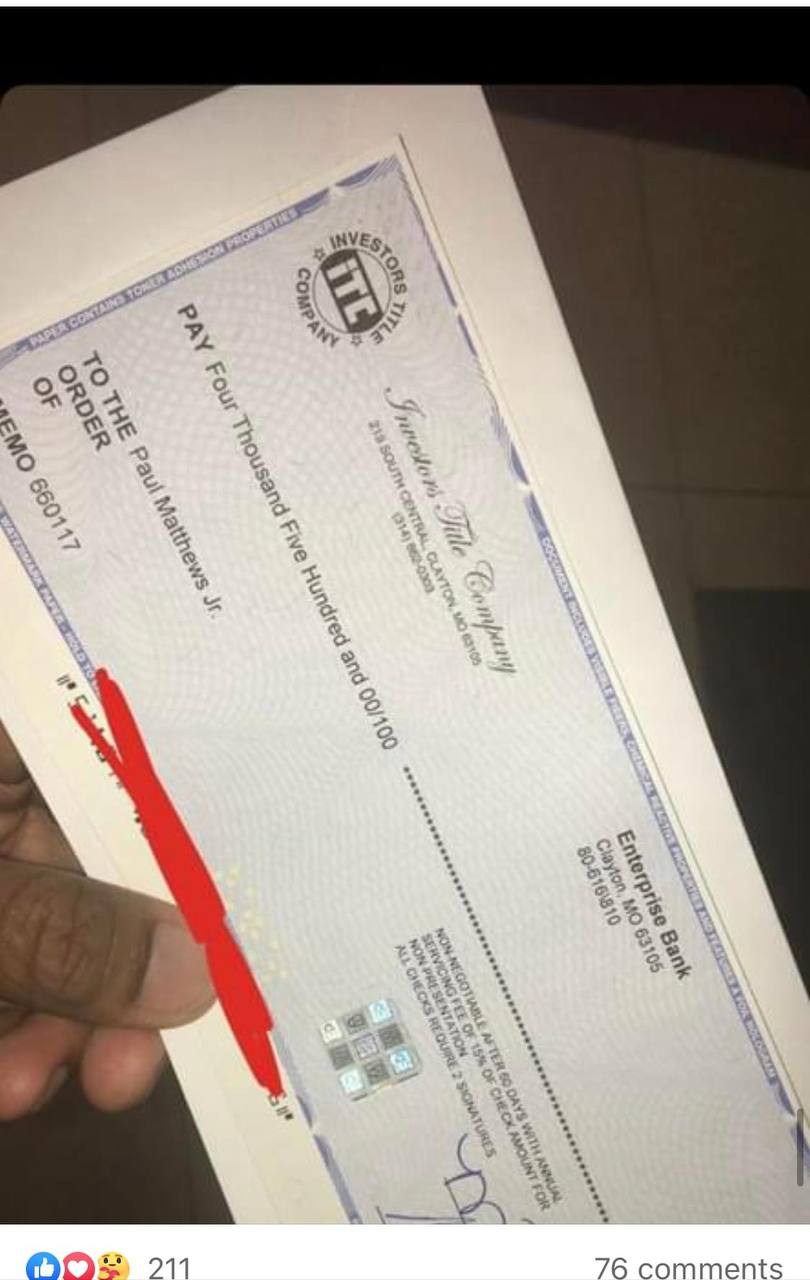 PAPER CONTAINS TONER ADHESION PROPERTIES
DOCUMENT INCLUDES VISIBLE FIBERS, CHEMICAL REACTIVE PROPERTIES AND FEATURES A FOIL HOLOGRAM
INVESTORS TITLE
ITC
COMPANY
Investors Title Company
219 SOUTH CENTRAL, CLAYTON, MO 63105
(314) 862-0303
Enterprise Bank
Clayton, MO 63105
80-616\810
PAY Four Thousand Five Hundred and 00/100
NON-NEGOTIABLE AFTER 60 DAYS WITH ANNUAL
SERVICING FEE OF 15% OF CHECK AMOUNT FOR
NON PRESENTATION
ALL CHECKS REQUIRE 2 SIGNATURES
TO THE
ORDER
OF
Paul Matthews Jr.
MEMO 660117
WATERMARK PAPER - HOLD TO
211
76 comments